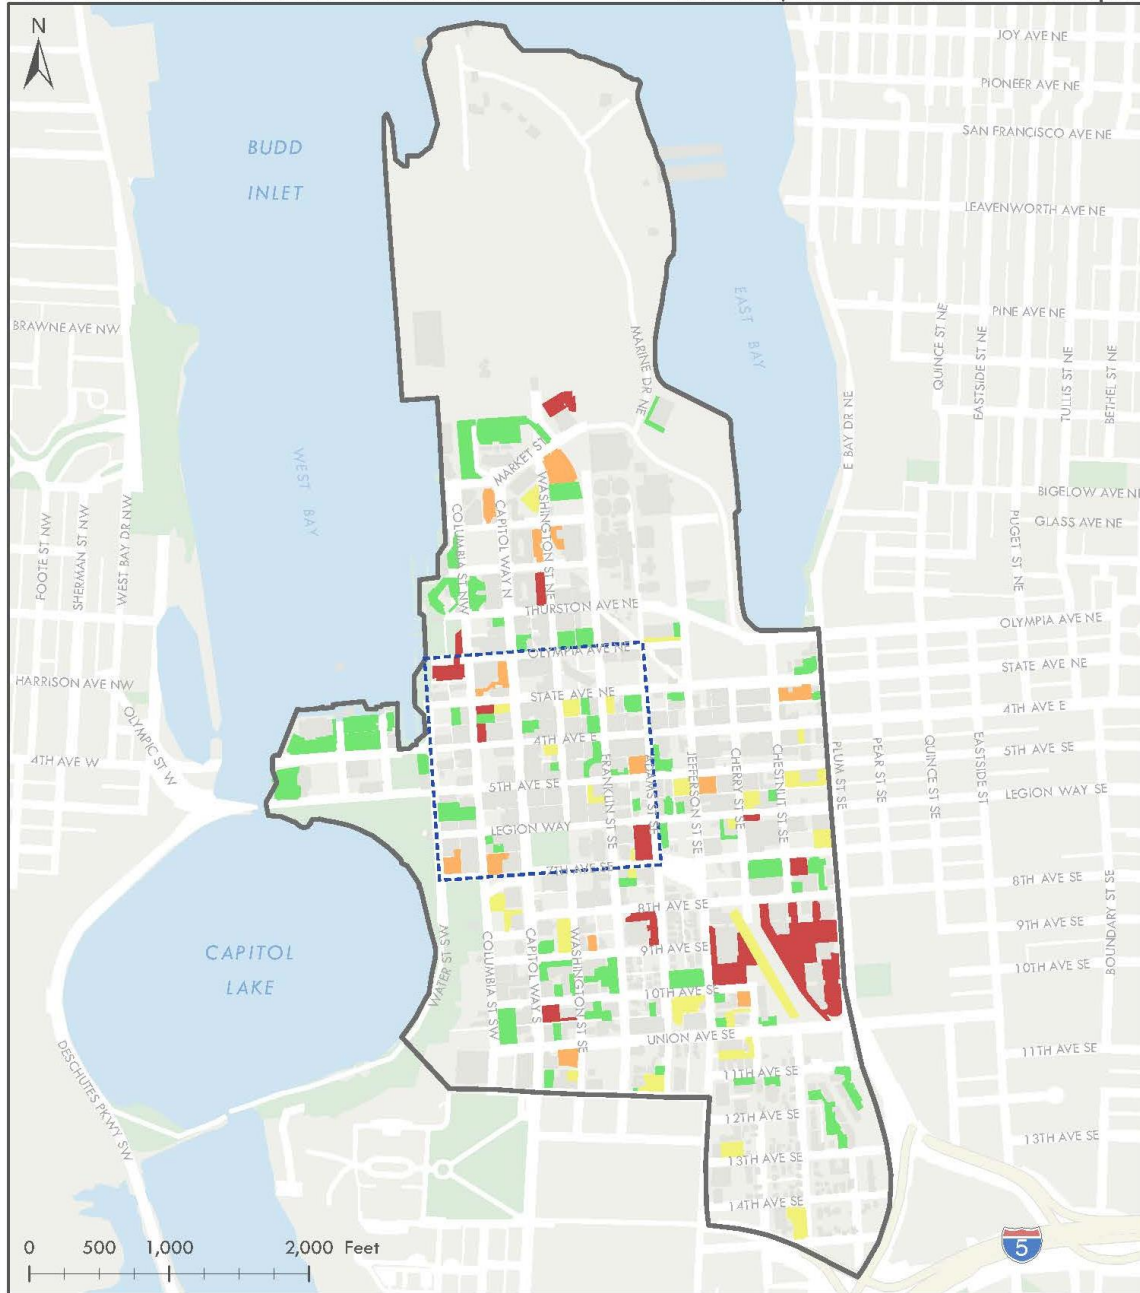 N
JOY AVE NE
PIONEER AVE NE
SAN FRANCISCO AVE NE
BUDD
INLET
LEAVENWORTH AVE NE
EAST BAY
PINE AVE NE
BRAWNE AVE NW
MARINE DR NE
QUINCE ST NE
EASTSIDE ST NE
TULLIS ST NE
BETHEL ST NE
E BAY DR NE
WEST BAY
MARKET ST
WASHINGTON ST NE
CAPITOL WAY N
COLUMBIA ST NW
BIGELOW AVE NE
GLASS AVE NE
PUGET ST NE
FOOTE ST NW
SHERMAN ST NW
WEST BAY DR NW
THURSTON AVE NE
OLYMPIA AVE NE
OLYMPIA AVE NE
STATE AVE NE
STATE AVE NE
HARRISON AVE NW
OLYMPIC ST W
4TH AVE E
4TH AVE E
4TH AVE W
5TH AVE SE
5TH AVE SE
FRANKLIN ST SE
ADAMS ST SE
JEFFERSON ST SE
CHERRY ST SE
CHESTNUT ST SE
PLUM ST SE
PEAR ST SE
QUINCE ST SE
EASTSIDE ST
LEGION WAY SE
LEGION WAY
7TH AVE SE
8TH AVE SE
8TH AVE SE
9TH AVE SE
9TH AVE SE
10TH AVE SE
10TH AVE SE
BOUNDARY ST SE
CAPITOL
LAKE
WATER ST SW
COLUMBIA ST SW
CAPITOL WAY S
WASHINGTON ST SE
UNION AVE SE
11TH AVE SE
11TH AVE SE
DESCHUTES PKWY SW
12TH AVE SE
13TH AVE SE
13TH AVE SE
14TH AVE SE
5
0 500 1,000 2,000 Feet